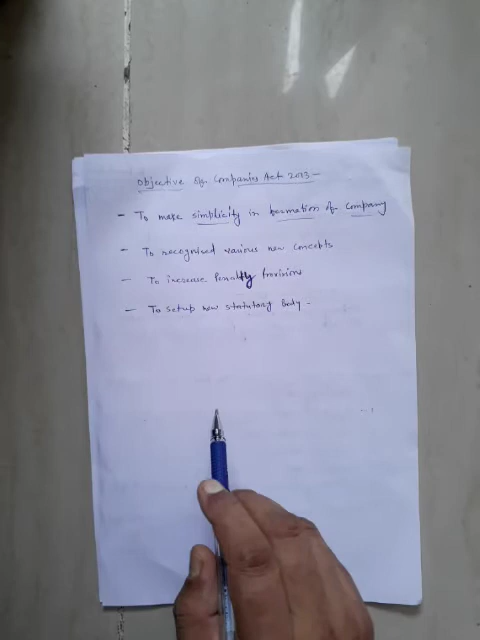 Objective of Companies Act 2013-
- To make simplicity in formation of company
- To recognised various new concepts
- To increase Penalty Provisions
- To setup new statutory Body -